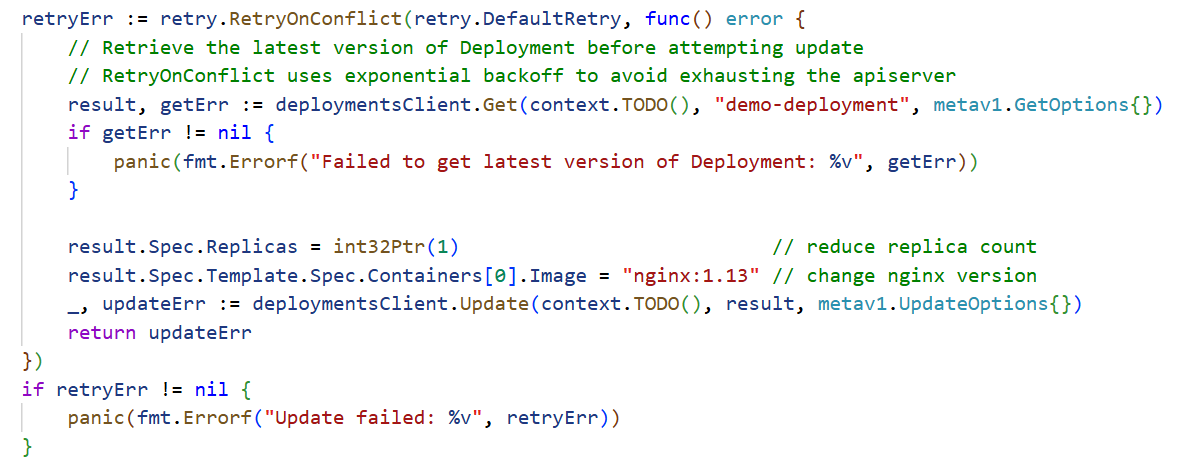 retryErr := retry.RetryOnConflict(retry.DefaultRetry, func() error {
    // Retrieve the latest version of Deployment before attempting update
    // RetryOnConflict uses exponential backoff to avoid exhausting the apiserver
    result, getErr := deploymentsClient.Get(context.TODO(), "demo-deployment", metav1.GetOptions{})
    if getErr != nil {
        panic(fmt.Errorf("Failed to get latest version of Deployment: %v", getErr))
    }

    result.Spec.Replicas = int32Ptr(1)                           // reduce replica count
    result.Spec.Template.Spec.Containers[0].Image = "nginx:1.13" // change nginx version
    _, updateErr := deploymentsClient.Update(context.TODO(), result, metav1.UpdateOptions{})
    return updateErr
})
if retryErr != nil {
    panic(fmt.Errorf("Update failed: %v", retryErr))
}